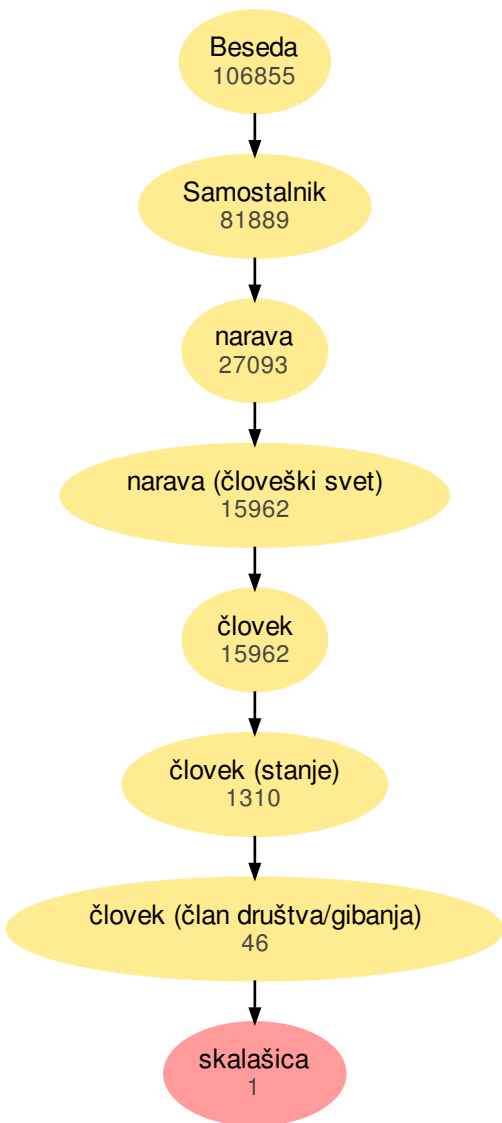 Beseda
106855
Samostalnik
81889
narava
27093
narava (človeški svet)
15962
človek
15962
človek (stanje)
1310
človek (član društva/gibanja)
46
skalašica
1